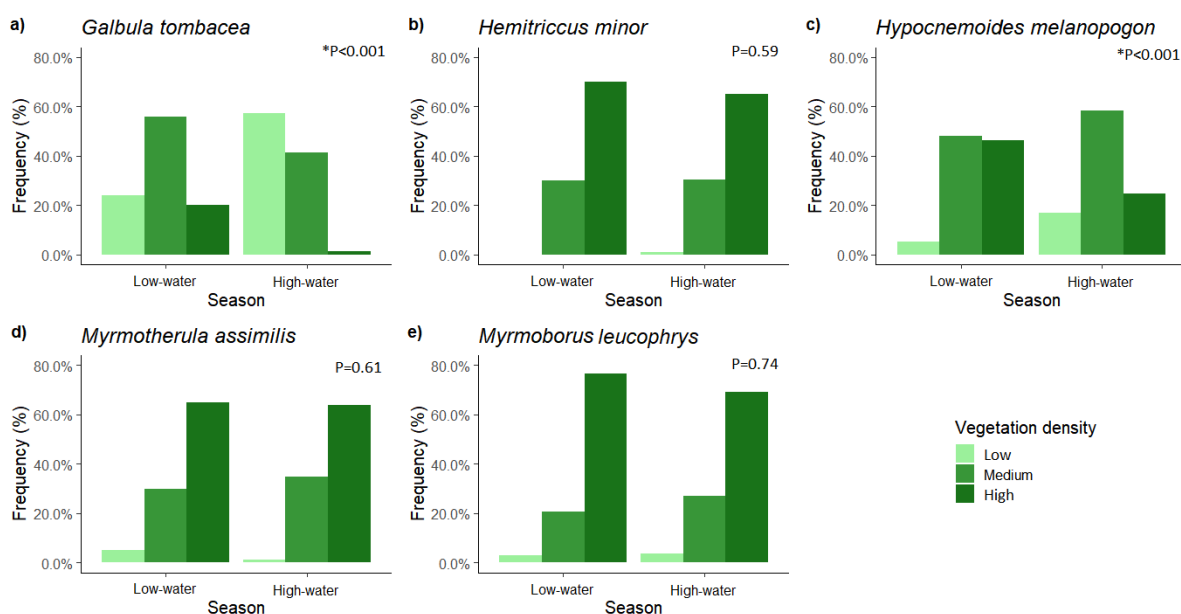 a) Galbula tombacea
*P<0.001
80.0%
60.0%
40.0%
20.0%
0.0%
Frequency (%)
Low-water High-water
Season
b) Hemitriccus minor
P=0.59
80.0%
60.0%
40.0%
20.0%
0.0%
Frequency (%)
Low-water High-water
Season
c) Hypocnemoides melanopogon
*P<0.001
80.0%
60.0%
40.0%
20.0%
0.0%
Frequency (%)
Low-water High-water
Season
d) Myrmotherula assimilis
P=0.61
80.0%
60.0%
40.0%
20.0%
0.0%
Frequency (%)
Low-water High-water
Season
e) Myrmoborus leucophrys
P=0.74
80.0%
60.0%
40.0%
20.0%
0.0%
Frequency (%)
Low-water High-water
Season
Vegetation density
Low
Medium
High